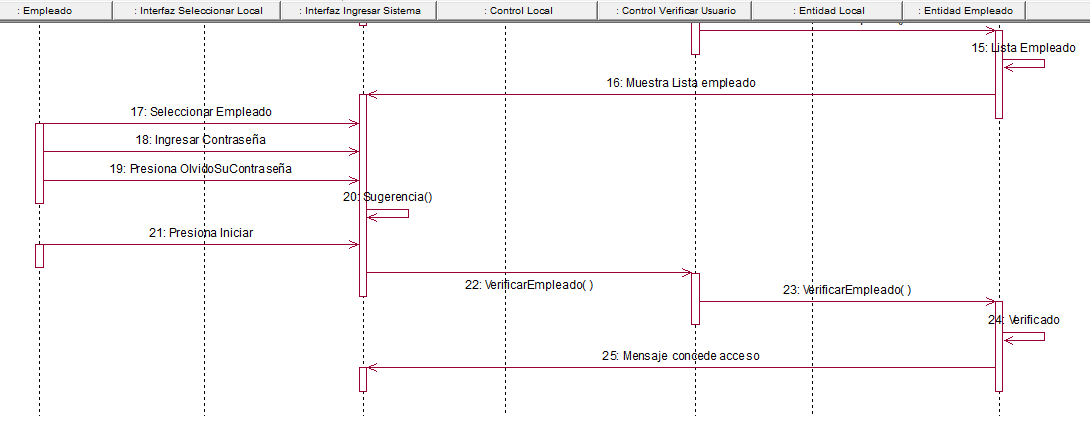 : Empleado
: Interfaz Seleccionar Local
: Interfaz Ingresar Sistema
: Control Local
: Control Verificar Usuario
: Entidad Local
: Entidad Empleado
15: Lista Empleado
16: Muestra Lista empleado
17: Seleccionar Empleado
18: Ingresar Contraseña
19: Presiona OlvidoSuContraseña
20: Sugerencia()
21: Presiona Iniciar
22: VerificarEmpleado( )
23: VerificarEmpleado( )
24: Verificado
25: Mensaje concede acceso